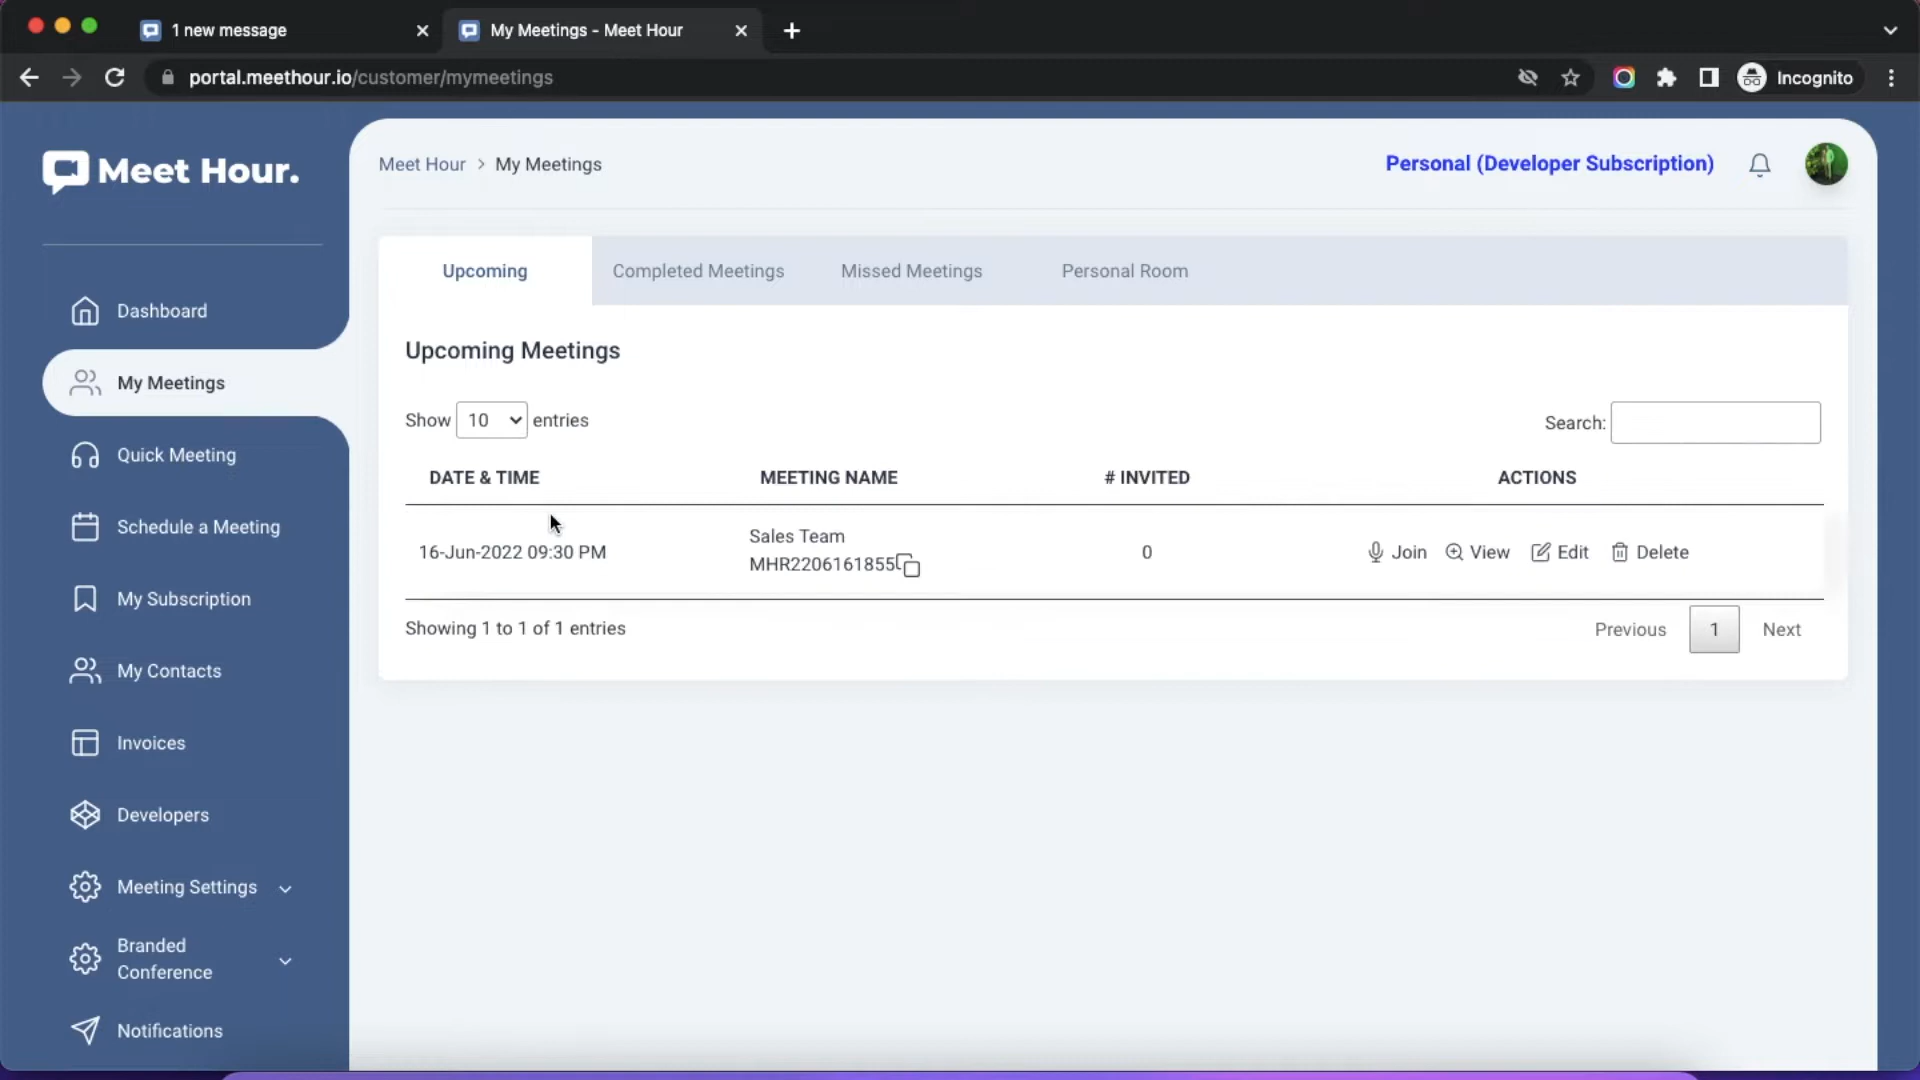 1 new message
My Meetings - Meet Hour
portal.meethour.io/customer/mymeetings
Incognito
Meet Hour.
Meet Hour > My Meetings
Personal (Developer Subscription)
Dashboard
My Meetings
Quick Meeting
Schedule a Meeting
My Subscription
My Contacts
Invoices
Developers
Meeting Settings
Branded
Conference
Notifications
Upcoming
Completed Meetings
Missed Meetings
Personal Room
Upcoming Meetings
Show 10 entries
Search:
DATE & TIME
MEETING NAME
# INVITED
ACTIONS
16-Jun-2022 09:30 PM
Sales Team
MHR2206161855
0
Join
View
Edit
Delete
Showing 1 to 1 of 1 entries
Previous
1
Next